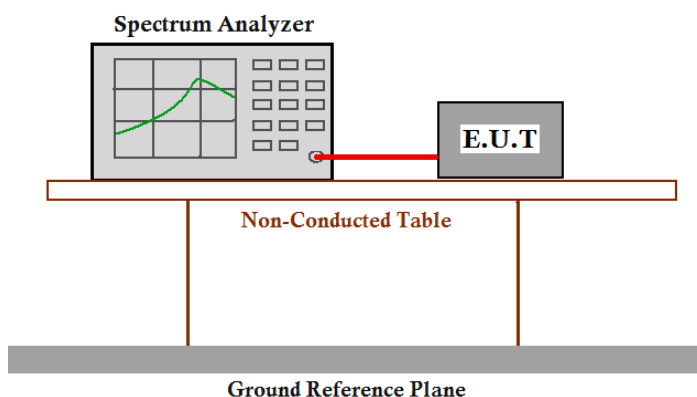 Spectrum Analyzer
E.U.T
Non-Conducted Table
Ground Reference Plane